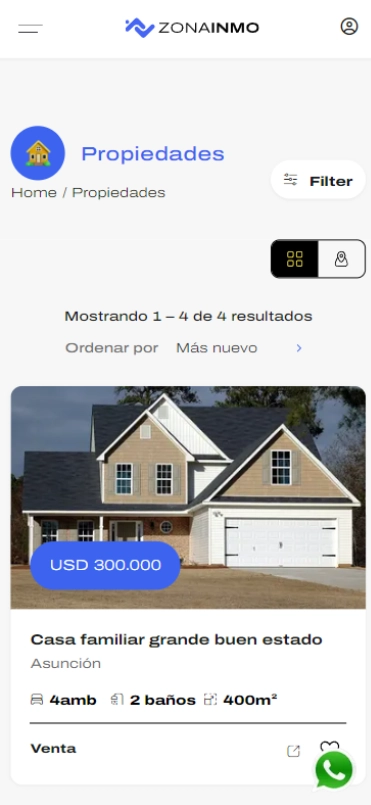 ZONAINMO
Propiedades
Home / Propiedades
Filter
Mostrando 1 – 4 de 4 resultados
Ordenar por Más nuevo
USD 300.000
Casa familiar grande buen estado
Asunción
4amb 2 baños 400m²
Venta